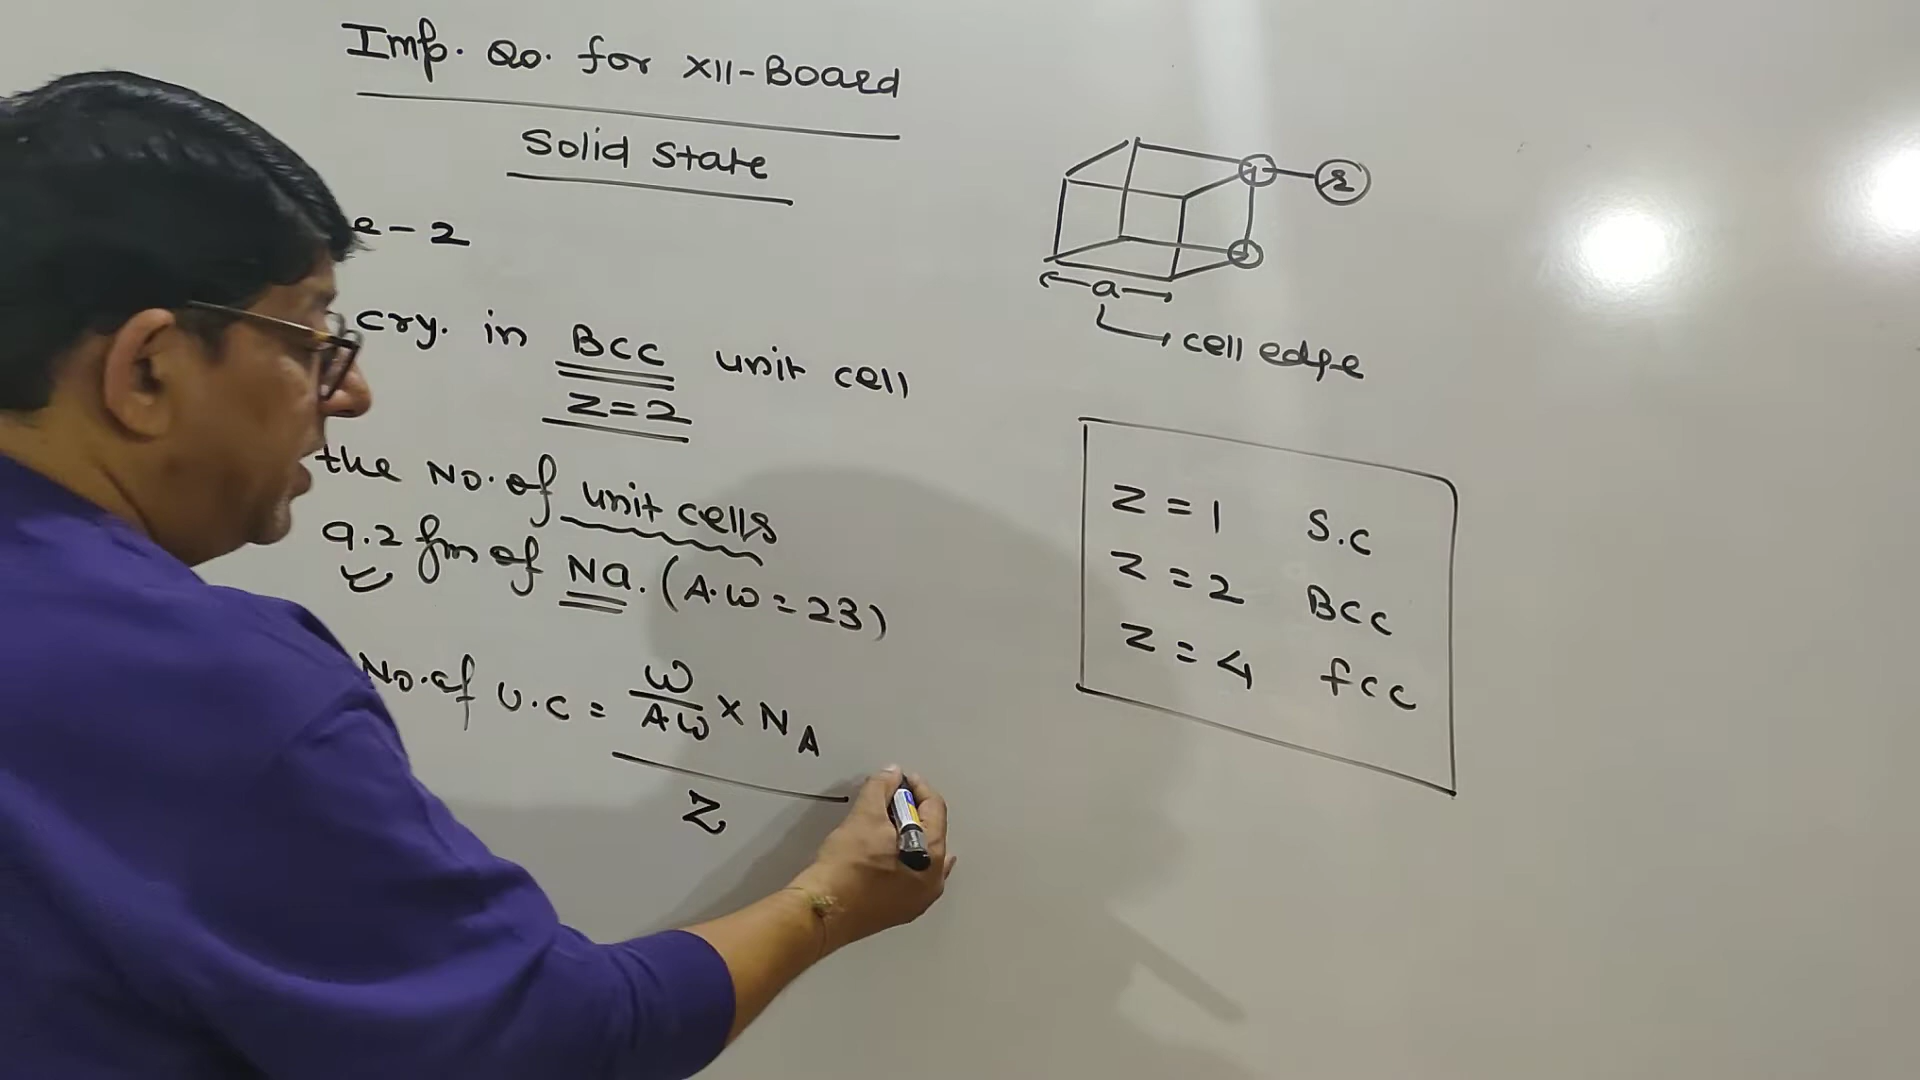 Imp. Qo. for XII-Board
Solid State
e-2
cry. in BCC unit cell
Z=2
the No. of unit cells
9.2 gm of Na. (A.W = 23)
No. of U.C = W/AW × NA
Z
r
a
cell edge
Z = 1 S.C
Z = 2 BCC
Z = 4 fcc